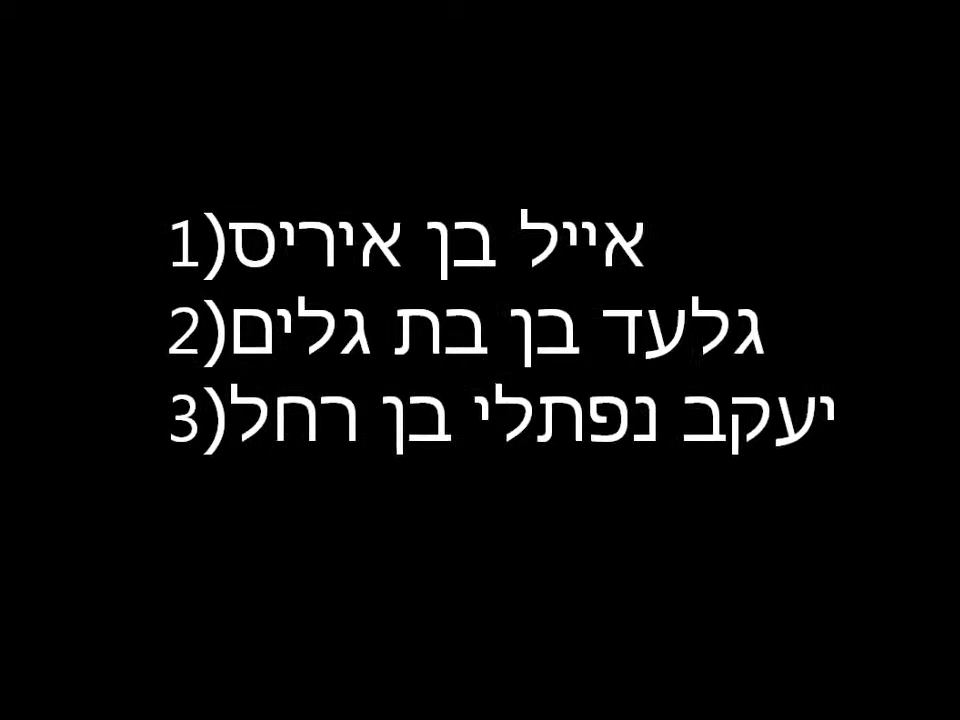 1)אייל בן איריס
2)גלעד בן בת גלים
3)יעקב נפתלי בן רחל